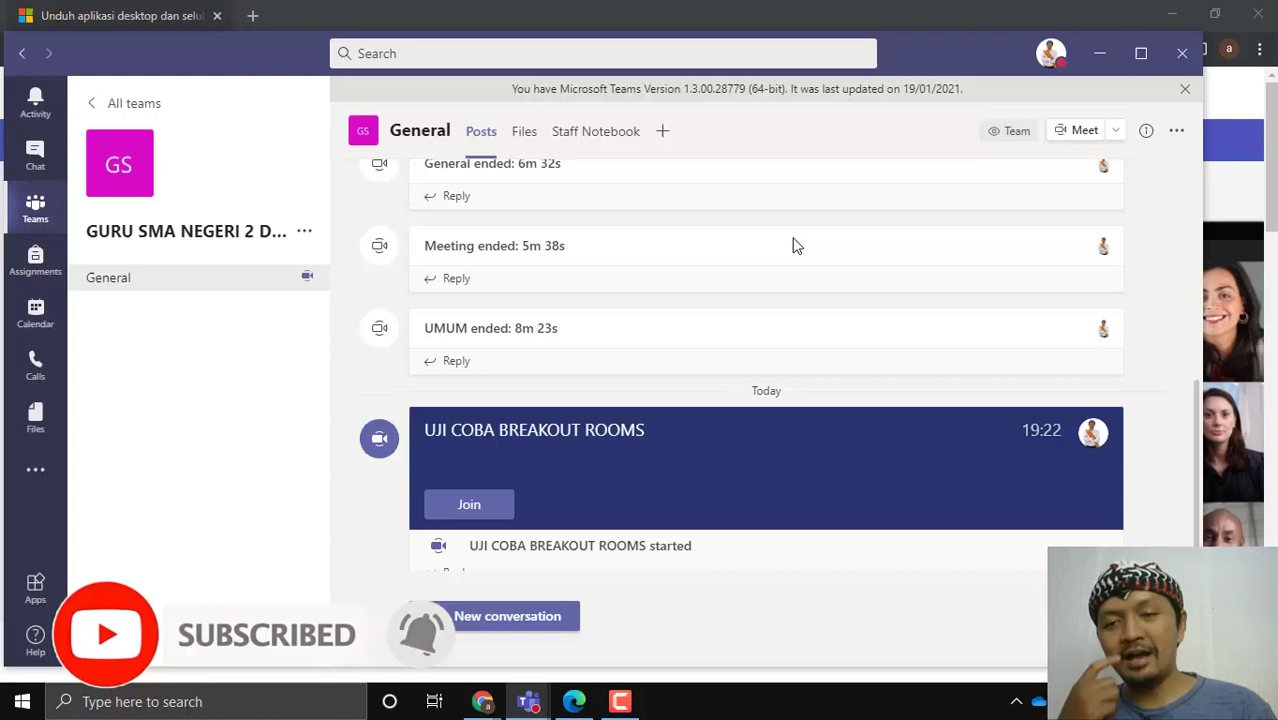 Unduh aplikasi desktop dan selu
Search
a
You have Microsoft Teams Version 1.3.00.28779 (64-bit). It was last updated on 19/01/2021.
Activity
Chat
Teams
Assignments
Calendar
Calls
Files
Apps
Help
All teams
GS
GURU SMA NEGERI 2 D...
General
GS
General
Posts
Files
Staff Notebook
Team
Meet
General ended: 6m 32s
Reply
Meeting ended: 5m 38s
Reply
UMUM ended: 8m 23s
Reply
Today
UJI COBA BREAKOUT ROOMS
19:22
Join
UJI COBA BREAKOUT ROOMS started
New conversation
SUBSCRIBED
Type here to search